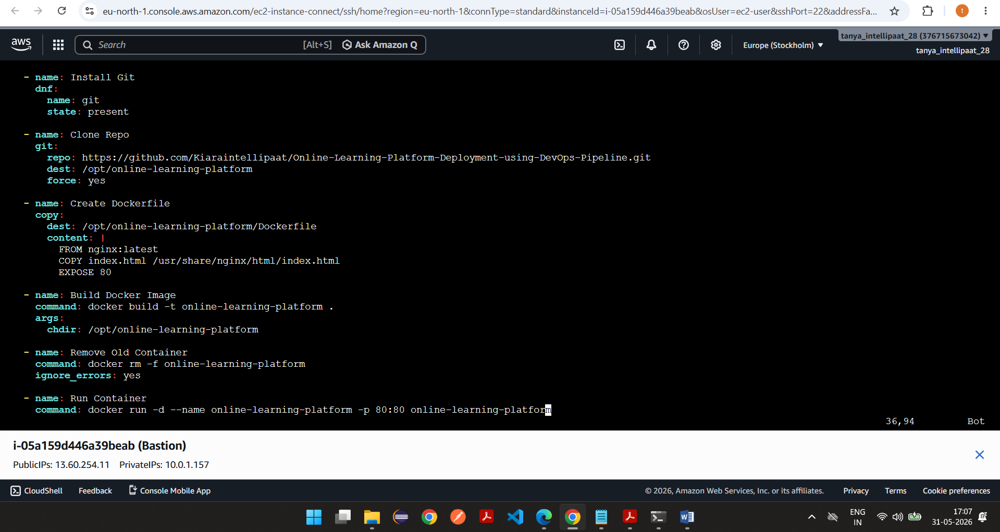 eu-north-1.console.aws.amazon.com/ec2-instance-connect/ssh/home?region=eu-north-1&connType=standard&instanceId=i-05a159d446a39beab&osUser=ec2-user&sshPort=22&addressFa...
t
aws
Search
[Alt+S]
Ask Amazon Q
Europe (Stockholm)
tanya_intellipaat_28 (376715673042)
tanya_intellipaat_28
- name: Install Git
dnf:
name: git
state: present
- name: Clone Repo
git:
repo: https://github.com/Kiaraintellipaat/Online-Learning-Platform-Deployment-using-DevOps-Pipeline.git
dest: /opt/online-learning-platform
force: yes
- name: Create Dockerfile
copy:
dest: /opt/online-learning-platform/Dockerfile
content: |
FROM nginx:latest
COPY index.html /usr/share/nginx/html/index.html
EXPOSE 80
- name: Build Docker Image
command: docker build -t online-learning-platform .
args:
chdir: /opt/online-learning-platform
- name: Remove Old Container
command: docker rm -f online-learning-platform
ignore_errors: yes
- name: Run Container
command: docker run -d --name online-learning-platform -p 80:80 online-learning-platform
36,94 Bot
i-05a159d446a39beab (Bastion)
PublicIPs: 13.60.254.11 PrivateIPs: 10.0.1.157
CloudShell Feedback Console Mobile App © 2026, Amazon Web Services, Inc. or its affiliates. Privacy Terms Cookie preferences
ENG
IN
17:07
31-05-2026